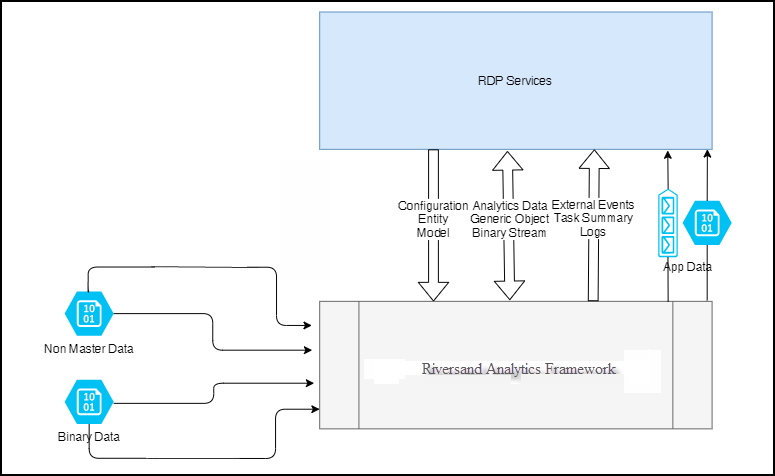 RDP Services
Configuration
Entity
Model
Analytics Data
Generic Object
Binary Stream
External Events
Task Summary
Logs
10
01
App Data
10
01
Non Master Data
Riversand Analytics Framework
10
01
Binary Data